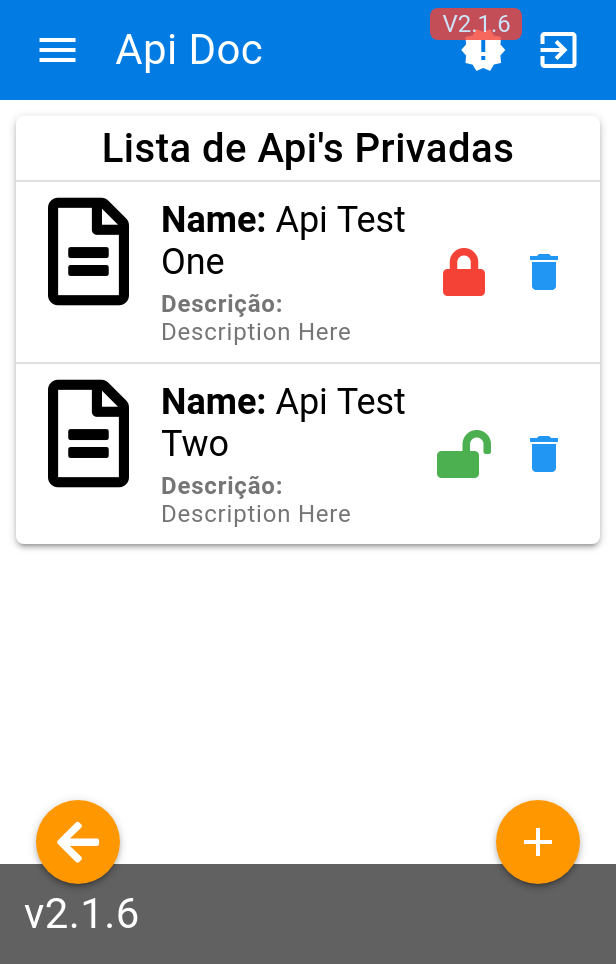 V2.1.6
Api Doc
Lista de Api's Privadas
Name: Api Test
One
Descrição:
Description Here
Name: Api Test
Two
Descrição:
Description Here
v2.1.6